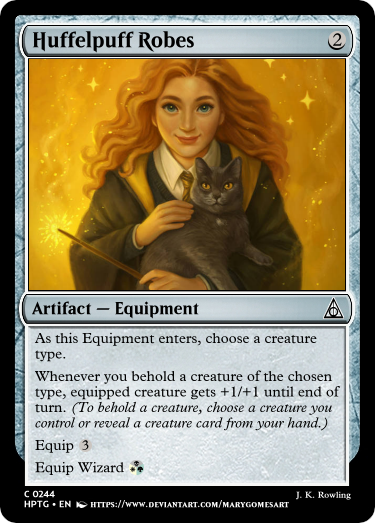 Huffelpuff Robes 2
Artifact — Equipment
As this Equipment enters, choose a creature
type.
Whenever you behold a creature of the chosen
type, equipped creature gets +1/+1 until end of
turn. (To behold a creature, choose a creature you
control or reveal a creature card from your hand.)
Equip 3
Equip Wizard
C 0244
J. K. Rowling
HPTG • EN HTTPS://WWW.DEVIANTART.COM/MARYGOMESART